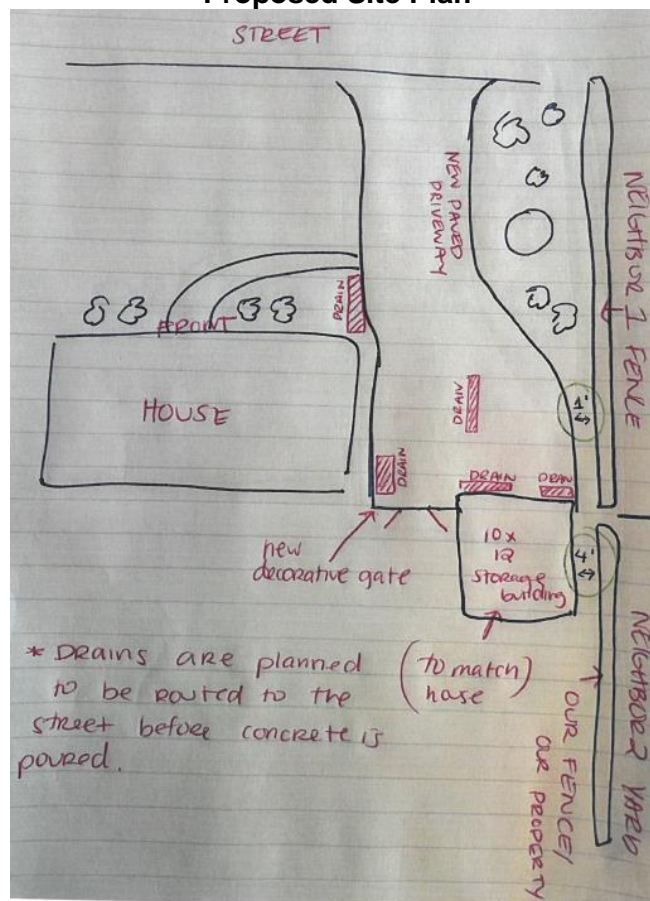 Proposed Site Plan
STREET
NEW PAVED
DRIVEWAY
NEIGHBUR 1 FENCE
DRAIN
FRONT
HOUSE
DRAIN
1'
DRAIN
DRAIN
DRAN
new
decorative gate
10x
12
storage
building
4'
(to match)
house
* DRAINS are planned
to be routed to the
street before concrete is
poured.
OUR FENCE/
OUR PROPERTY
NEIGHBOR 2 YARD